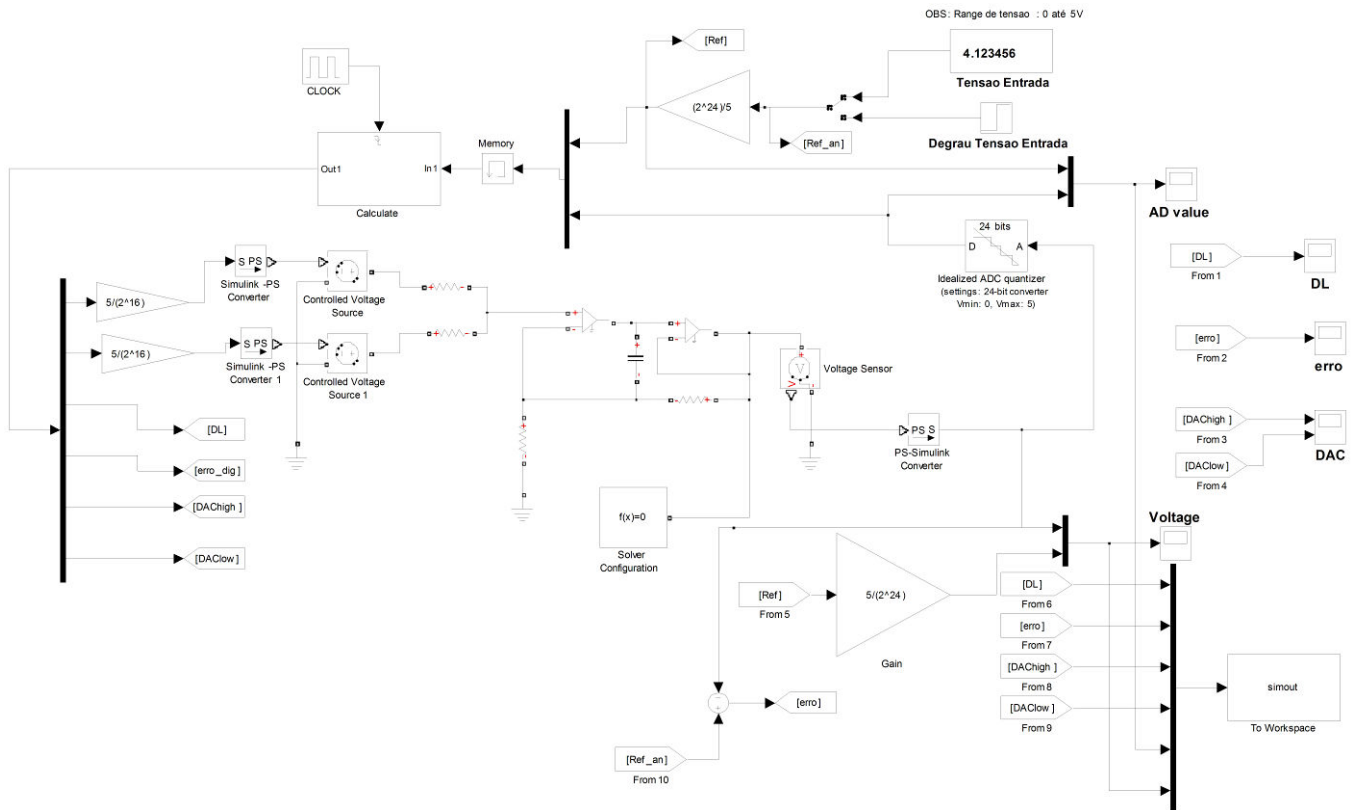 OBS: Range de tensao : 0 até 5V
[Ref]
4.123456
Tensao Entrada
CLOCK
(2^24)/5
Degrau Tensao Entrada
[Ref_an]
Memory
Out1
In1
Calculate
AD value
24 bits
D
A
Idealized ADC quantizer
(settings: 24-bit converter
Vmin: 0, Vmax: 5)
[DL]
From 1
DL
5/(2^16)
S PS
Simulink -PS
Converter
Controlled Voltage
Source
5/(2^16)
S PS
Simulink -PS
Converter 1
Controlled Voltage
Source 1
[erro]
From 2
erro
V
V
Voltage Sensor
[DL]
[erro_dig]
[DAChigh]
[DAClow]
PS S
PS-Simulink
Converter
[DAChigh ]
From 3
[DAClow ]
From 4
DAC
f(x)=0
Solver
Configuration
Voltage
[Ref]
From 5
5/(2^24)
Gain
[DL]
From 6
[erro]
From 7
[DAChigh ]
From 8
[DAClow ]
From 9
simout
To Workspace
[erro]
[Ref_an]
From 10